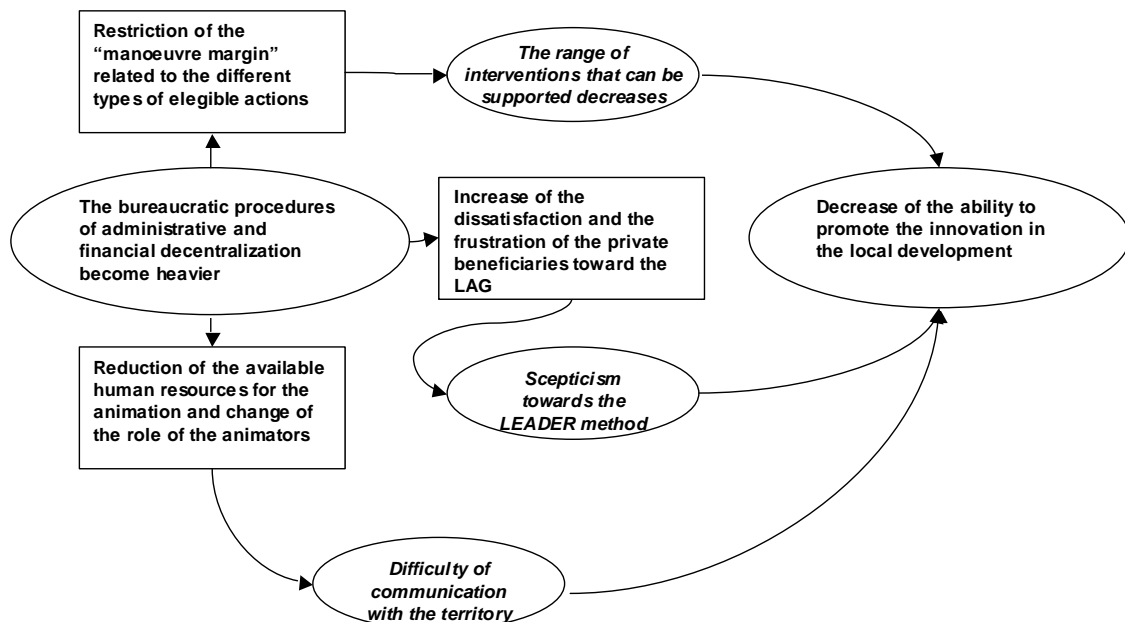 Restriction of the
“manoeuvre margin”
related to the different
types of elegible actions
The range of
interventions that can be
supported decreases
The bureaucratic procedures
of administrative and
financial decentralization
become heavier
Increase of the
dissatisfaction and the
frustration of the private
beneficiaries toward the
LAG
Decrease of the ability to
promote the innovation in
the local development
Reduction of the available
human resources for the
animation and change of
the role of the animators
Scepticism
towards the
LEADER method
Difficulty of
communication
with the territory